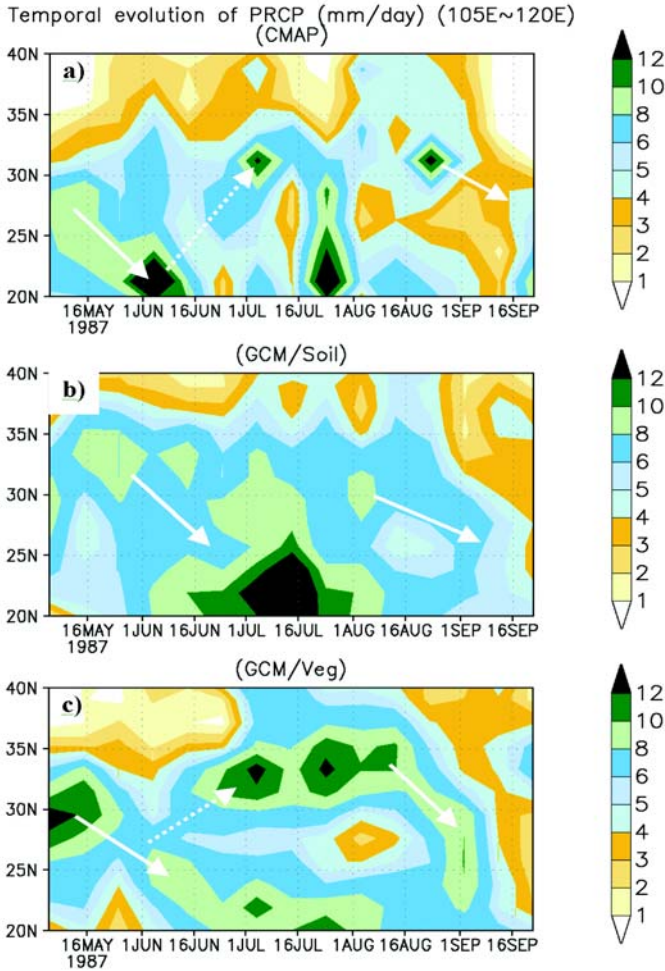 Temporal evolution of PRCP (mm/day) (105E~120E)
(CMAP)
a)
40N
35N
30N
25N
20N
16MAY 1JUN 16JUN 1JUL 16JUL 1AUG 16AUG 1SEP 16SEP
1987
12
10
8
6
5
4
3
2
1
(GCM/Soil)
b)
40N
35N
30N
25N
20N
16MAY 1JUN 16JUN 1JUL 16JUL 1AUG 16AUG 1SEP 16SEP
1987
12
10
8
6
5
4
3
2
1
(GCM/Veg)
c)
40N
35N
30N
25N
20N
16MAY 1JUN 16JUN 1JUL 16JUL 1AUG 16AUG 1SEP 16SEP
1987
12
10
8
6
5
4
3
2
1